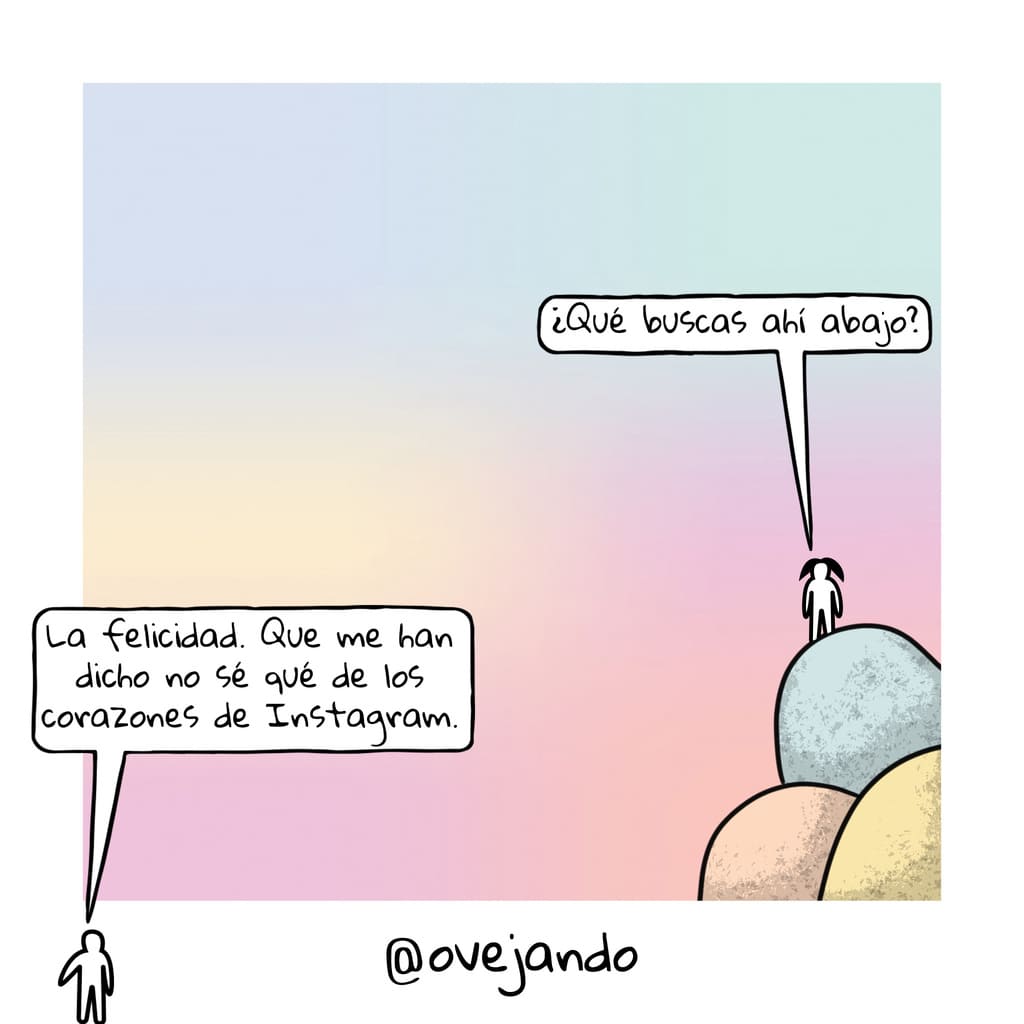 ¿Qué buscas ahí abajo?
La felicidad. Que me han
dicho no sé qué de los
corazones de Instagram.
@ovejando